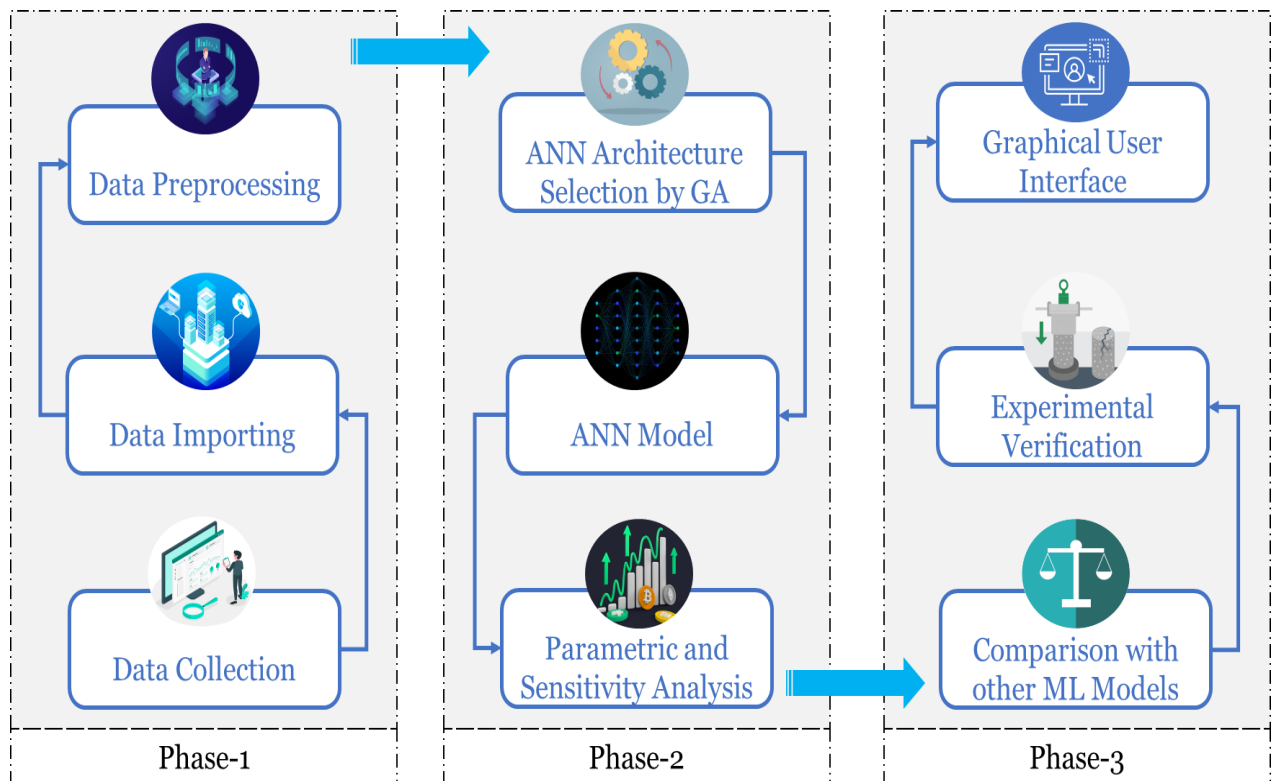 Data Preprocessing
Data Importing
Data Collection
Phase-1
ANN Architecture
Selection by GA
ANN Model
Parametric and
Sensitivity Analysis
Phase-2
Graphical User
Interface
Experimental
Verification
Comparison with
other ML Models
Phase-3